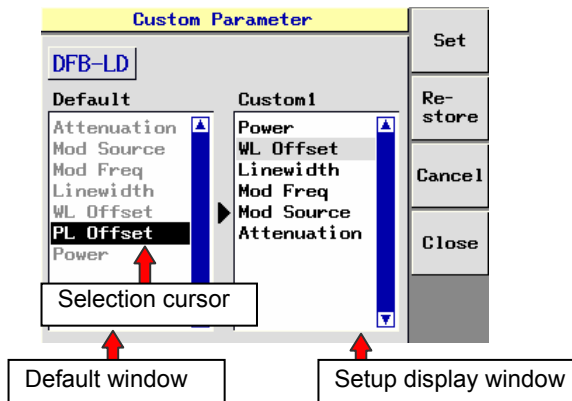 Custom Parameter
DFB-LD
Default
Attenuation
Mod Source
Mod Freq
Linewidth
WL Offset
PL Offset
Power
Custom1
Power
WL Offset
Linewidth
Mod Freq
Mod Source
Attenuation
Set
Re-
store
Cancel
Close
Selection cursor
Default window
Setup display window